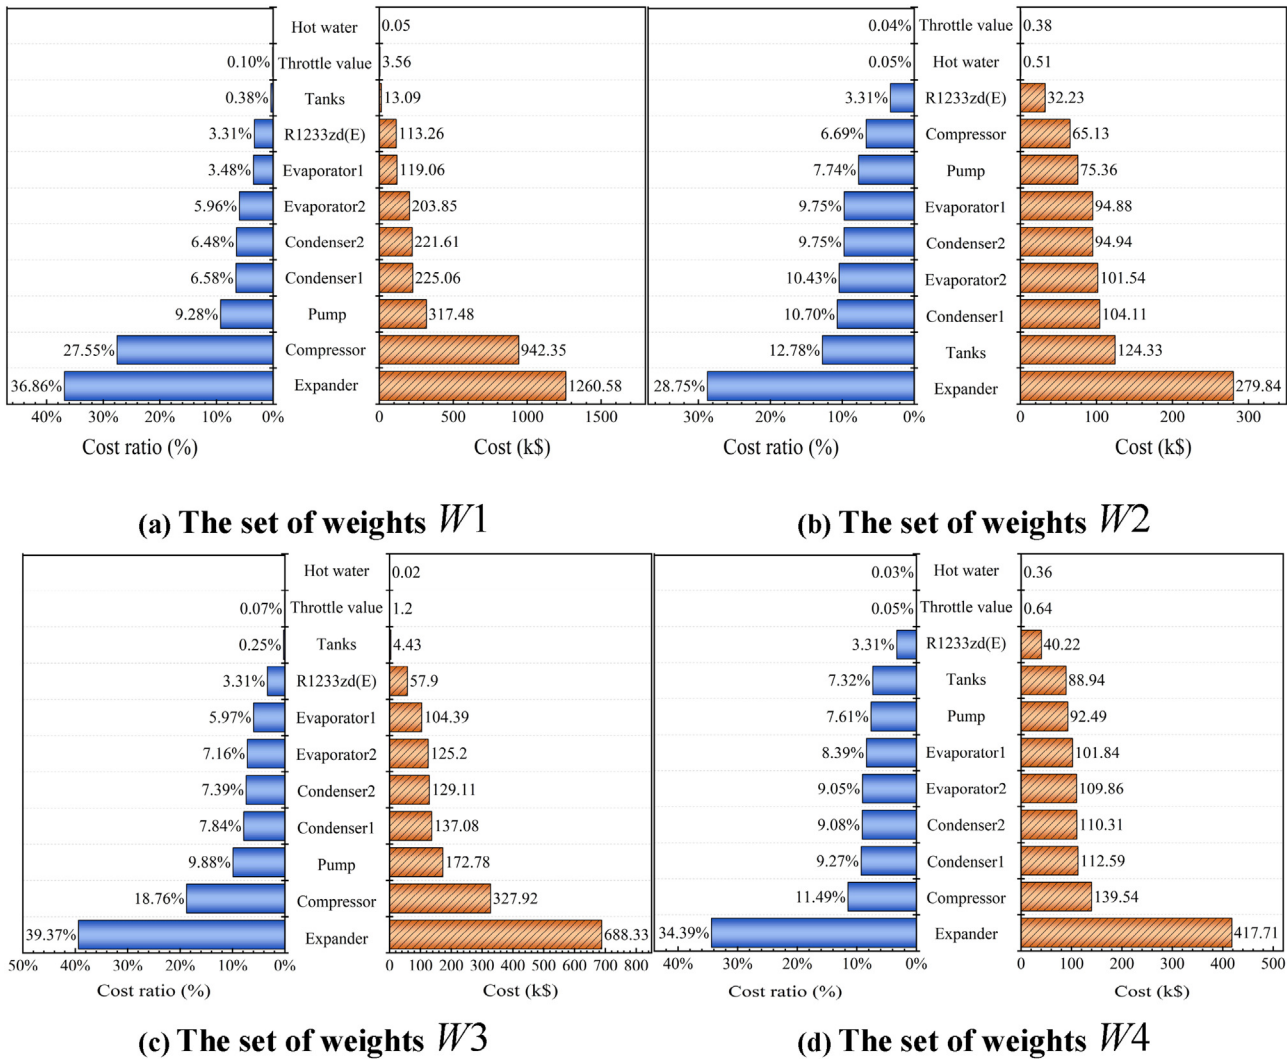 Hot water 0.05
0.10% Throttle value 3.56
0.38% Tanks 13.09
3.31% R1233zd(E) 113.26
3.48% Evaporator1 119.06
5.96% Evaporator2 203.85
6.48% Condenser2 221.61
6.58% Condenser1 225.06
9.28% Pump 317.48
27.55% Compressor 942.35
36.86% Expander 1260.58
40% 30% 20% 10% 0% 0 500 1000 1500
Cost ratio (%) Cost (k$)
(a) The set of weights W1
0.04% Throttle value 0.38
0.05% Hot water 0.51
3.31% R1233zd(E) 32.23
6.69% Compressor 65.13
7.74% Pump 75.36
9.75% Evaporator1 94.88
9.75% Condenser2 94.94
10.43% Evaporator2 101.54
10.70% Condenser1 104.11
12.78% Tanks 124.33
28.75% Expander 279.84
30% 20% 10% 0% 0 100 200 300
Cost ratio (%) Cost (k$)
(b) The set of weights W2
Hot water 0.02
0.07% Throttle value 1.2
0.25% Tanks 4.43
3.31% R1233zd(E) 57.9
5.97% Evaporator1 104.39
7.16% Evaporator2 125.2
7.39% Condenser2 129.11
7.84% Condenser1 137.08
9.88% Pump 172.78
18.76% Compressor 327.92
39.37% Expander 688.33
50% 40% 30% 20% 10% 0% 0 100 200 300 400 500 600 700 800
Cost ratio (%) Cost (k$)
(c) The set of weights W3
0.03% Hot water 0.36
0.05% Throttle value 0.64
3.31% R1233zd(E) 40.22
7.32% Tanks 88.94
7.61% Pump 92.49
8.39% Evaporator1 101.84
9.05% Evaporator2 109.86
9.08% Condenser2 110.31
9.27% Condenser1 112.59
11.49% Compressor 139.54
34.39% Expander 417.71
40% 30% 20% 10% 0% 0 100 200 300 400 500
Cost ratio (%) Cost (k$)
(d) The set of weights W4